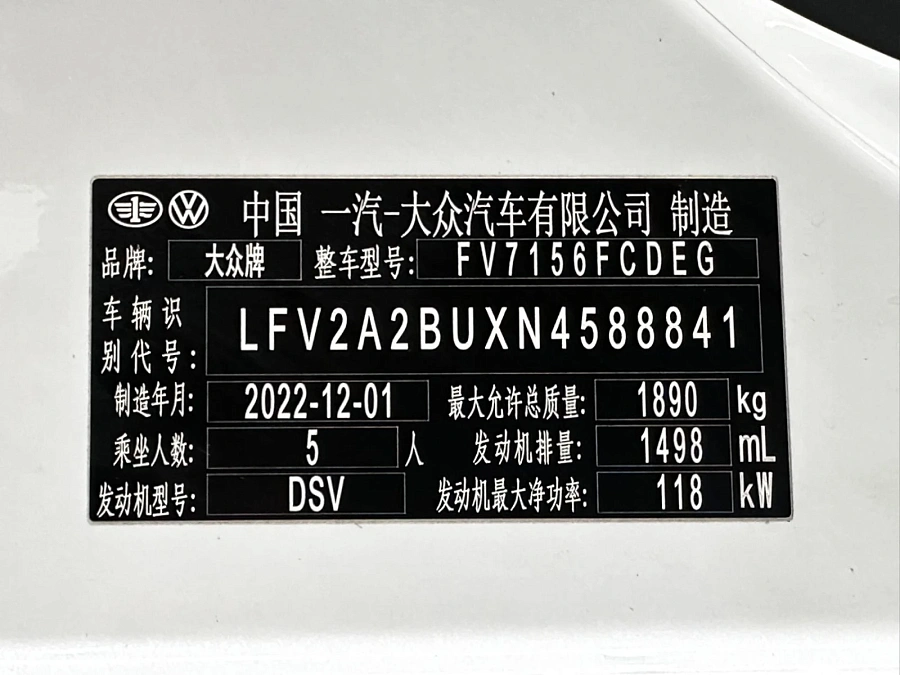 中国 一汽-大众汽车有限公司 制造
品牌: 大众牌 整车型号: FV7156FCDEG
车辆识别代号: LFV2A2BUXN4588841
制造年月: 2022-12-01 最大允许总质量: 1890 kg
乘坐人数: 5 人 发动机排量: 1498 mL
发动机型号: DSV 发动机最大净功率: 118 kW